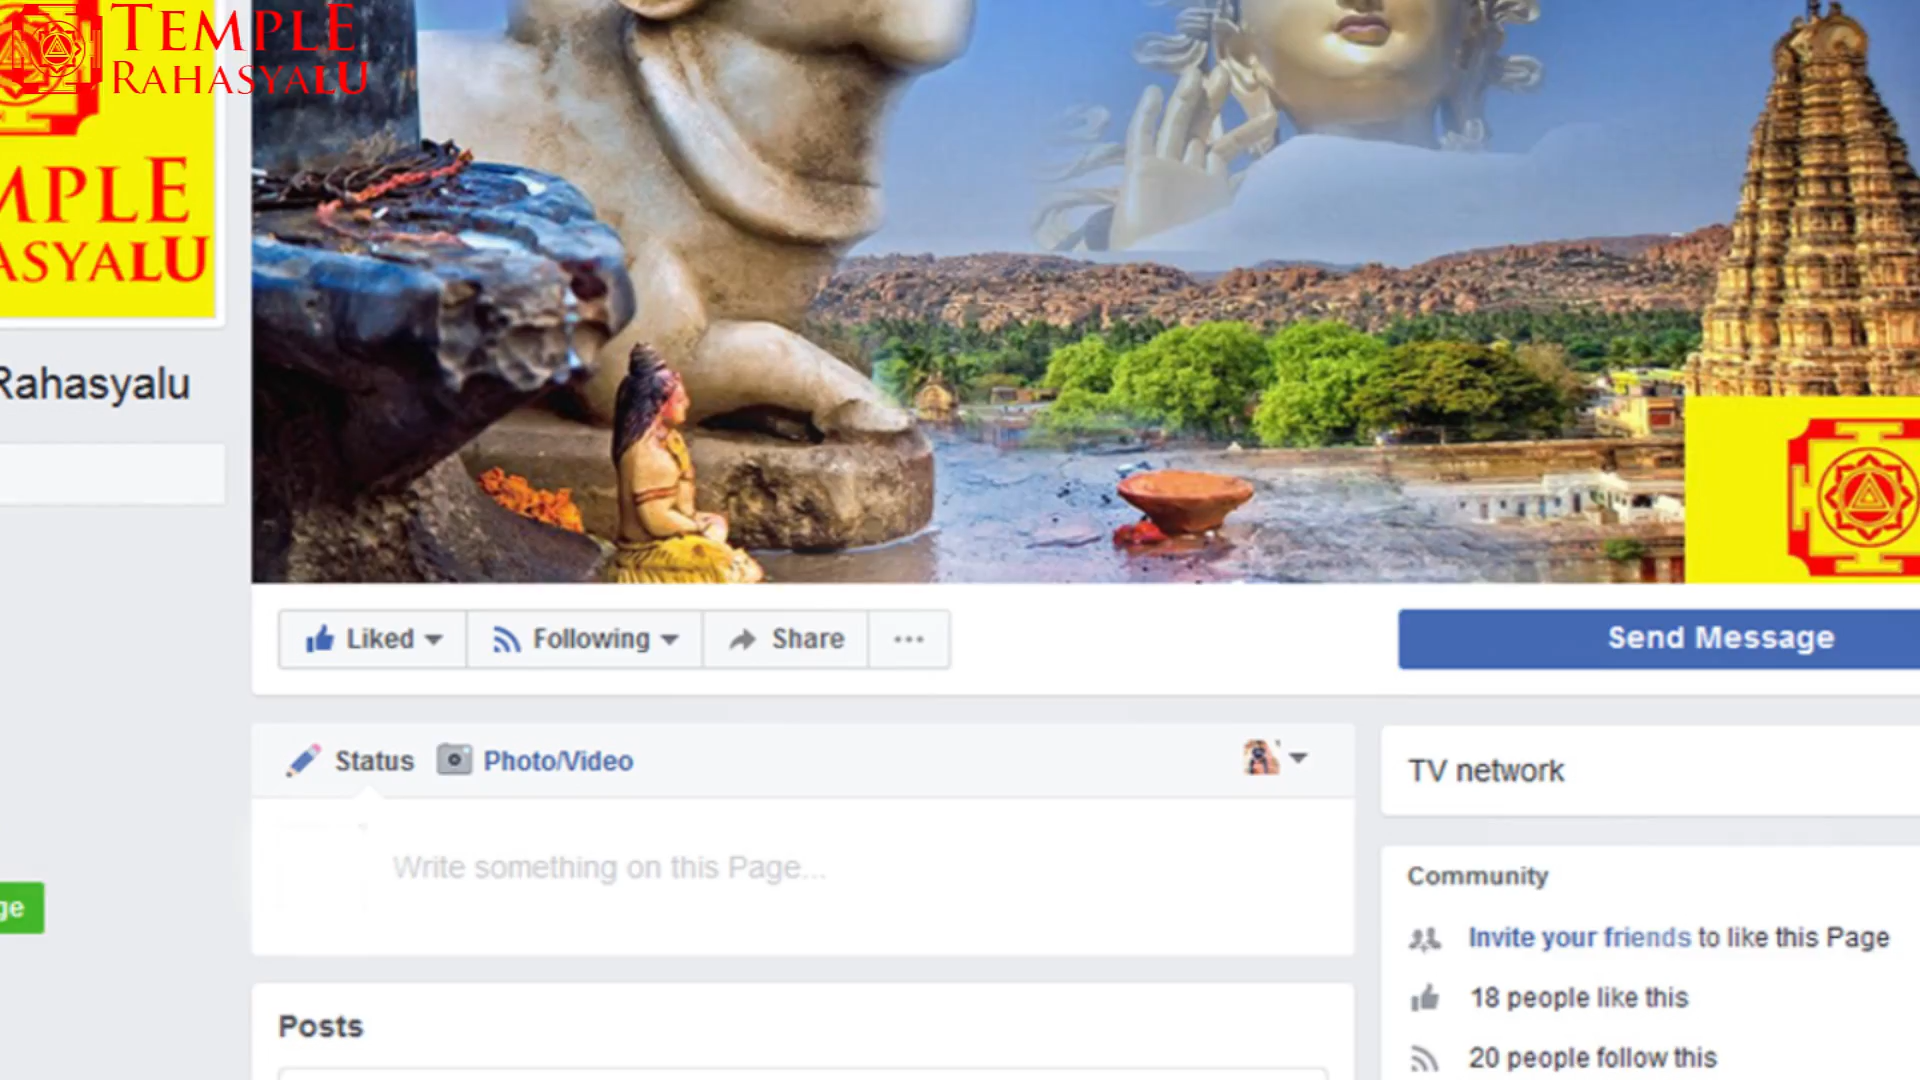 TEMPLE
RAHASYALU
MPLE
ASYALU
Rahasyalu
Liked
Following
Share
Send Message
Status
Photo/Video
TV network
Write something on this Page...
Community
ge
Invite your friends to like this Page
18 people like this
Posts
20 people follow this